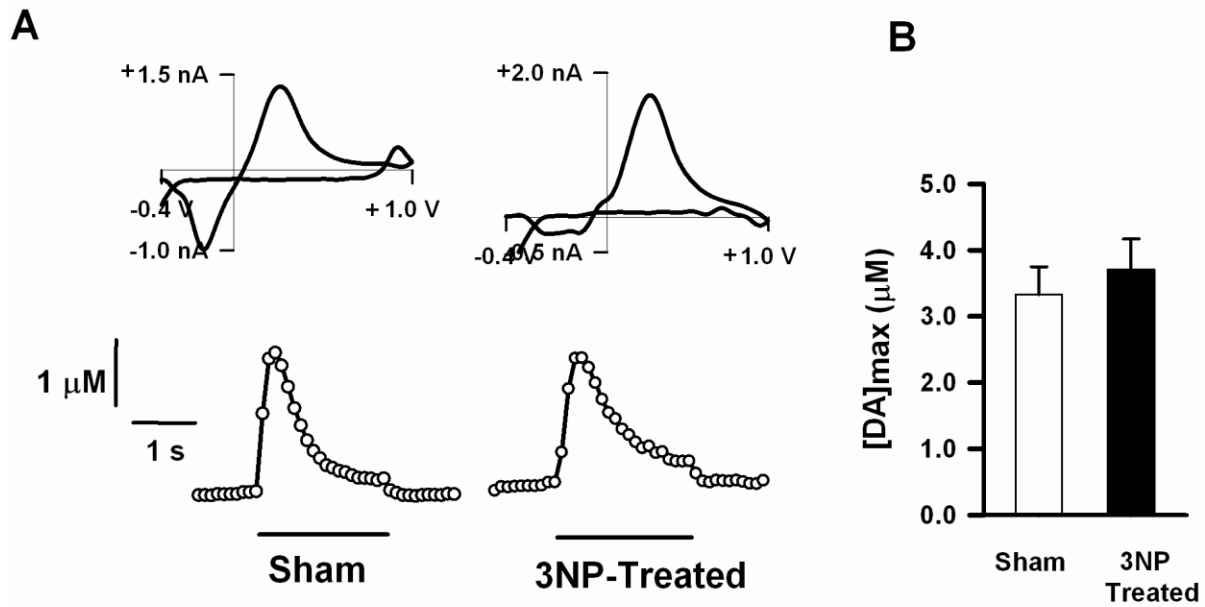 A
+1.5 nA
-0.4 V
+1.0 V
-1.0 nA
+2.0 nA
-0.4V
-0.5 nA
+1.0 V
1 μM
1 s
Sham
3NP-Treated
B
[DA]max (μM)
5.0
4.0
3.0
2.0
1.0
0.0
Sham
3NP
Treated